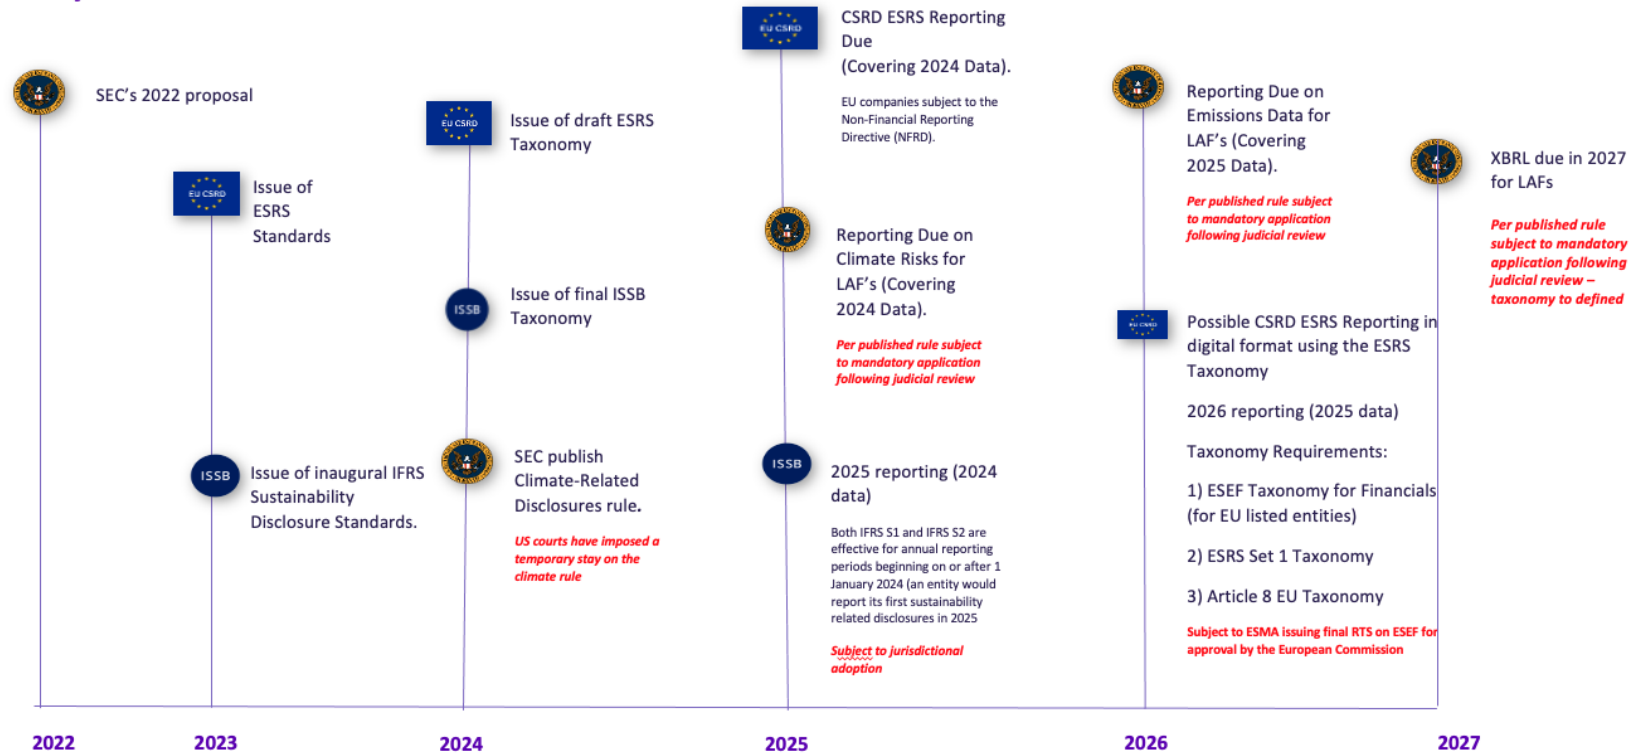 SEC's 2022 proposal
EU CSRD
Issue of
ESRS
Standards
ISSB
Issue of inaugural IFRS
Sustainability
Disclosure Standards.
EU CSRD
Issue of draft ESRS
Taxonomy
ISSB
Issue of final ISSB
Taxonomy
SEC publish
Climate-Related
Disclosures rule.
US courts have imposed a
temporary stay on the
climate rule
EU CSRD
CSRD ESRS Reporting
Due
(Covering 2024 Data).
EU companies subject to the
Non-Financial Reporting
Directive (NFRD).
Reporting Due on
Climate Risks for
LAF's (Covering
2024 Data).
Per published rule subject
to mandatory application
following judicial review
ISSB
2025 reporting (2024
data)
Both IFRS S1 and IFRS S2 are
effective for annual reporting
periods beginning on or after 1
January 2024 (an entity would
report its first sustainability
related disclosures in 2025
Subject to jurisdictional
adoption
Reporting Due on
Emissions Data for
LAF's (Covering
2025 Data).
Per published rule subject
to mandatory application
following judicial review
EU CSRD
Possible CSRD ESRS Reporting in
digital format using the ESRS
Taxonomy
2026 reporting (2025 data)
Taxonomy Requirements:
1) ESEF Taxonomy for Financials
(for EU listed entities)
2) ESRS Set 1 Taxonomy
3) Article 8 EU Taxonomy
Subject to ESMA issuing final RTS on ESEF for
approval by the European Commission
XBRL due in 2027
for LAFs
Per published rule
subject to mandatory
application following
judicial review –
taxonomy to defined
2022
2023
2024
2025
2026
2027